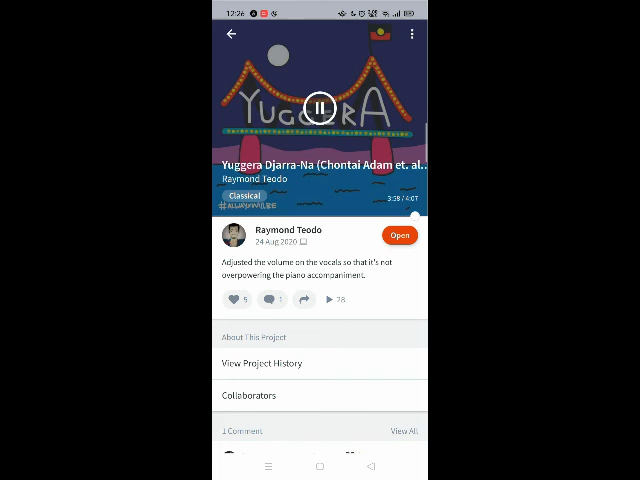 12:26
YUGGERA
Yuggera Djarra-Na (Chontai Adam et. al..
Raymond Teodo
Classical
#ALWAYSWILLBE
3:58 / 4:07
Raymond Teodo
24 Aug 2020
Open
Adjusted the volume on the vocals so that it's not
overpowering the piano accompaniment.
5
1
28
About This Project
View Project History
Collaborators
1 Comment
View All